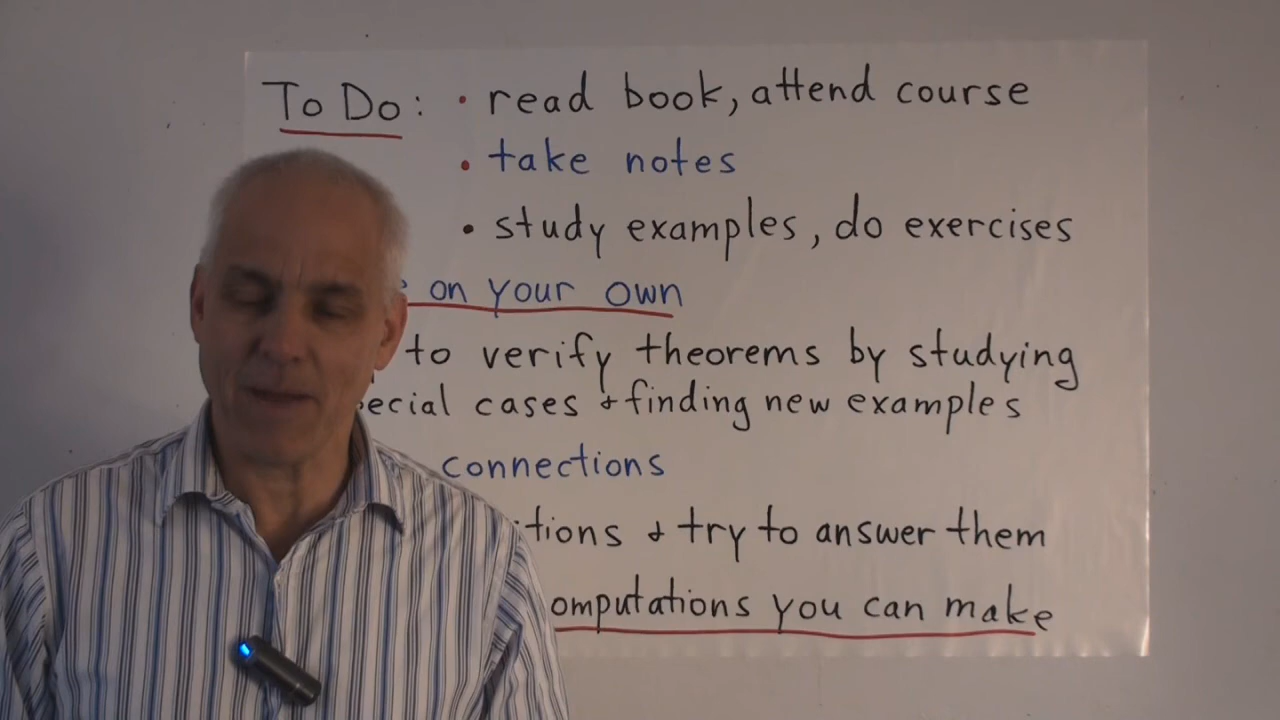 To Do: • read book, attend course
• take notes
• study examples, do exercises
on your own
to verify theorems by studying
ecial cases & finding new examples
connections
itions & try to answer them
omputations you can make